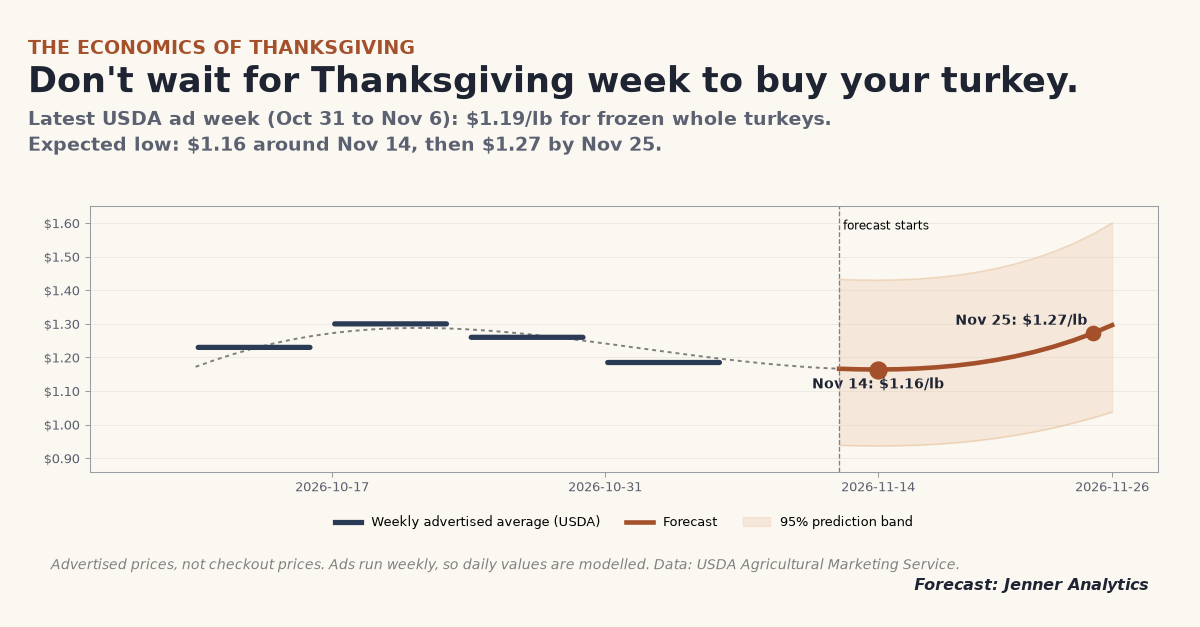 THE ECONOMICS OF THANKSGIVING
Don't wait for Thanksgiving week to buy your turkey.
Latest USDA ad week (Oct 31 to Nov 6): $1.19/lb for frozen whole turkeys.
Expected low: $1.16 around Nov 14, then $1.27 by Nov 25.
$1.60
forecast starts
$1.50
$1.40
$1.30
Nov 25: $1.27/lb
$1.20
Nov 14: $1.16/lb
$1.10
$1.00
$0.90
2026-10-17 2026-10-31 2026-11-14 2026-11-26
Weekly advertised average (USDA) Forecast 95% prediction band
Advertised prices, not checkout prices. Ads run weekly, so daily values are modelled. Data: USDA Agricultural Marketing Service.
Forecast: Jenner Analytics